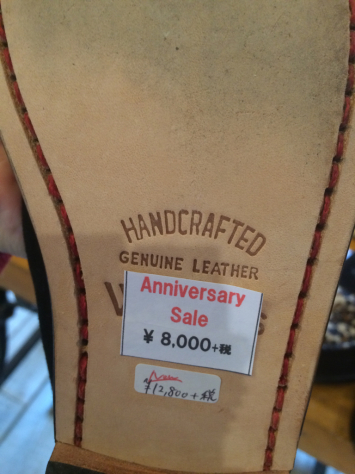 HANDCRAFTED
GENUINE LEATHER
Anniversary
Sale
¥ 8,000+税
¥12,800+税